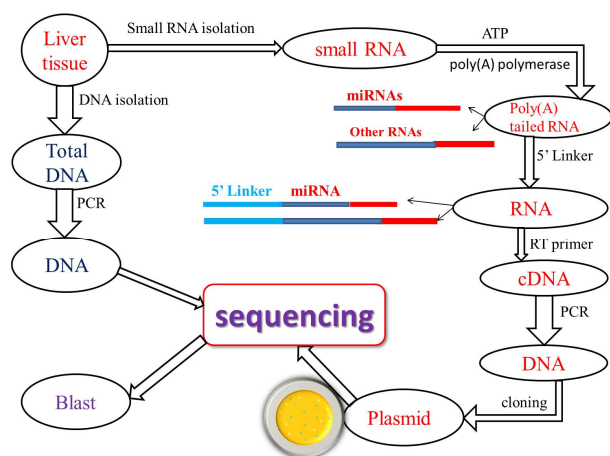 Liver
tissue
Small RNA isolation
small RNA
ATP
poly(A) polymerase
DNA isolation
miRNAs
Other RNAs
Poly(A)
tailed RNA
Total
DNA
5’ Linker
PCR
5’ Linker
miRNA
RNA
RT primer
DNA
cDNA
sequencing
PCR
DNA
Blast
Plasmid
cloning